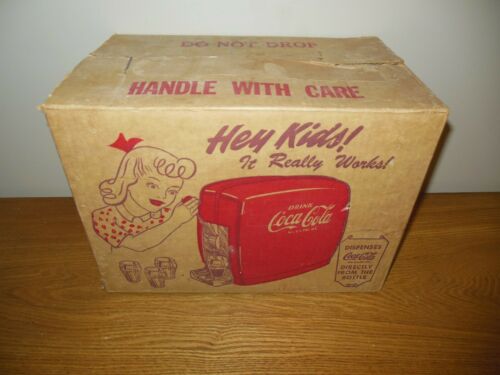 DO NOT DROP
HANDLE WITH CARE
Hey Kids!
It Really Works!
DRINK
Coca-Cola
DISPENSES
Coca-Cola
DIRECTLY
FROM THE
BOTTLE